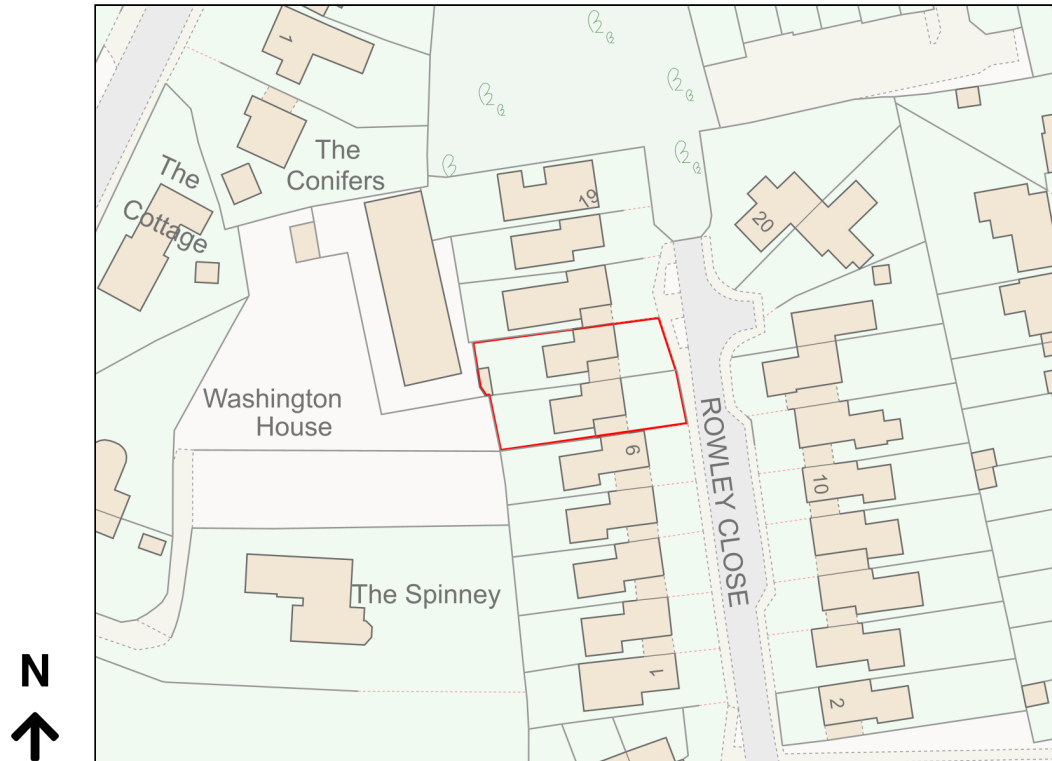 1
The
Conifers
The
Cottage
19
20
Washington
House
9
ROWLEY CLOSE
10
The Spinney
1
2
N